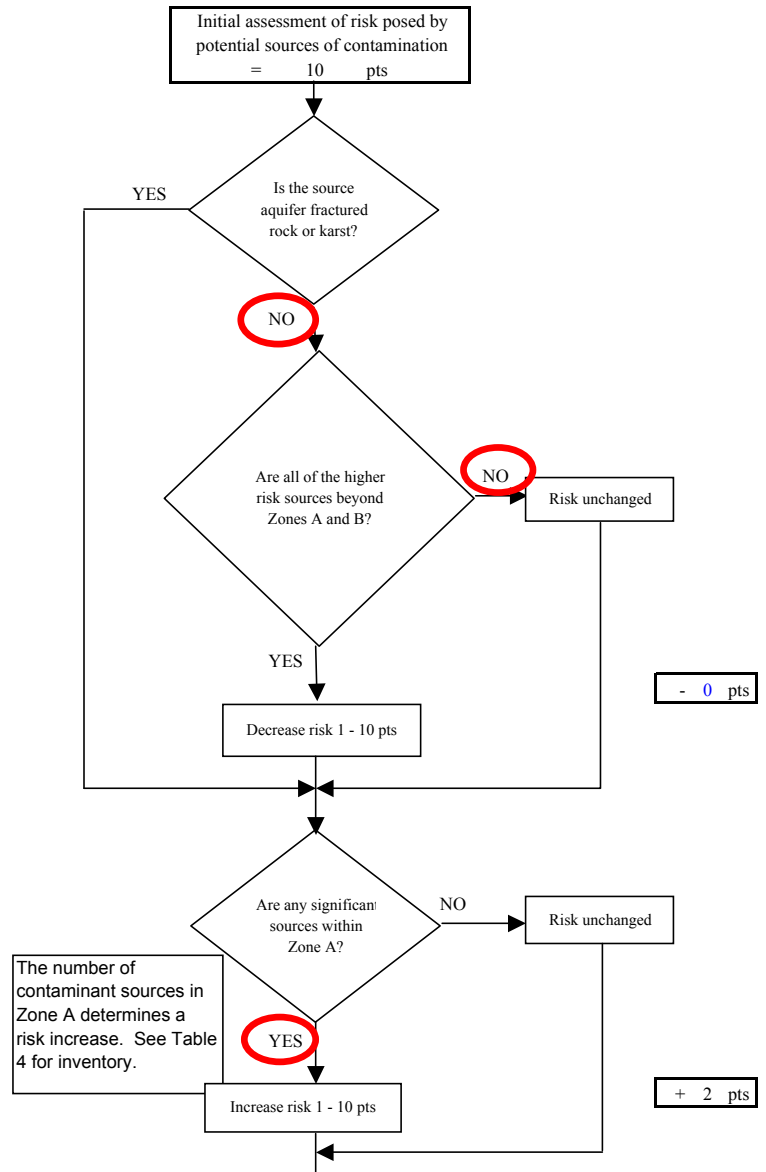 Initial assessment of risk posed by
potential sources of contamination
= 10 pts
YES
Is the source
aquifer fractured
rock or karst?
NO
Are all of the higher
risk sources beyond
Zones A and B?
NO
Risk unchanged
YES
- 0 pts
Decrease risk 1 - 10 pts
Are any significant
sources within
Zone A?
NO
Risk unchanged
The number of
contaminant sources in
Zone A determines a
risk increase. See Table
4 for inventory.
YES
Increase risk 1 - 10 pts
+ 2 pts